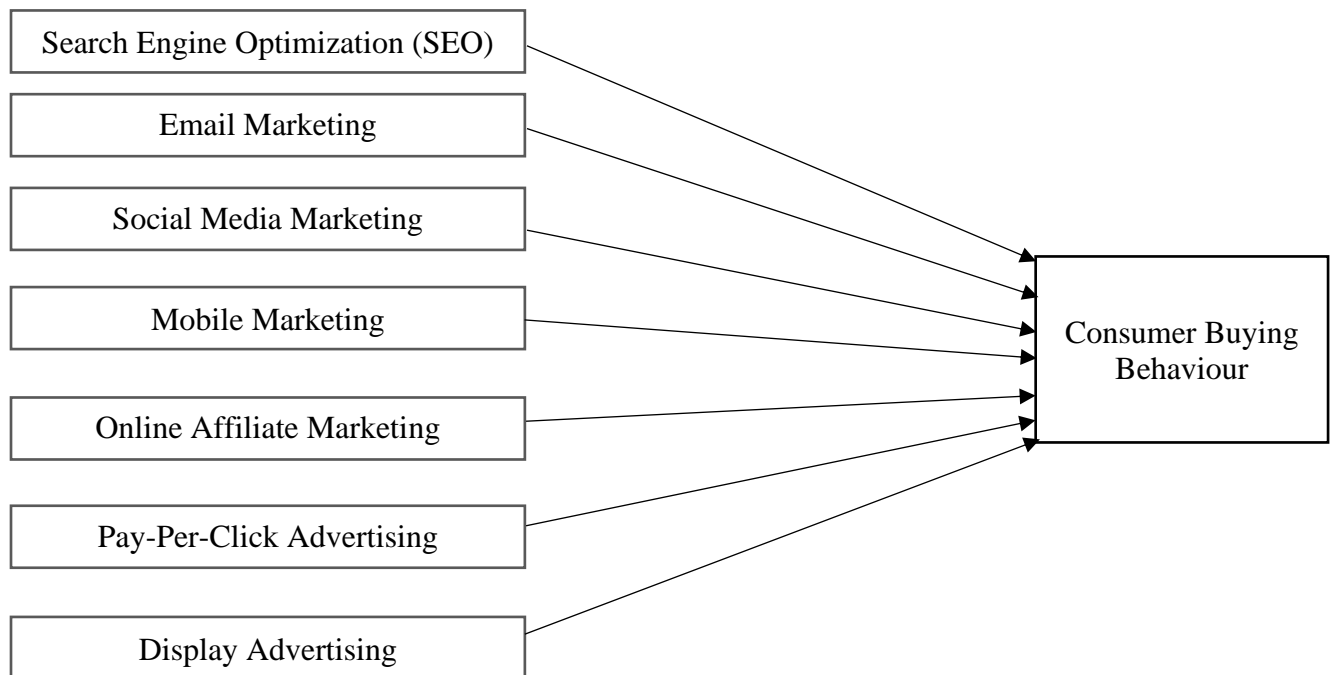 Search Engine Optimization (SEO)
Email Marketing
Social Media Marketing
Mobile Marketing
Consumer Buying
Behaviour
Online Affiliate Marketing
Pay-Per-Click Advertising
Display Advertising